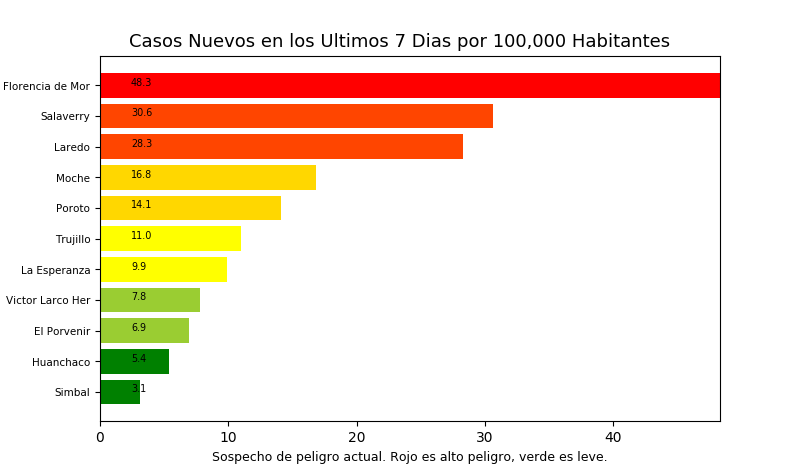 Casos Nuevos en los Ultimos 7 Dias por 100,000 Habitantes
Florencia de Mor 48.3
Salaverry 30.6
Laredo 28.3
Moche 16.8
Poroto 14.1
Trujillo 11.0
La Esperanza 9.9
Victor Larco Her 7.8
El Porvenir 6.9
Huanchaco 5.4
Simbal 3.1
0 10 20 30 40
Sospecho de peligro actual. Rojo es alto peligro, verde es leve.